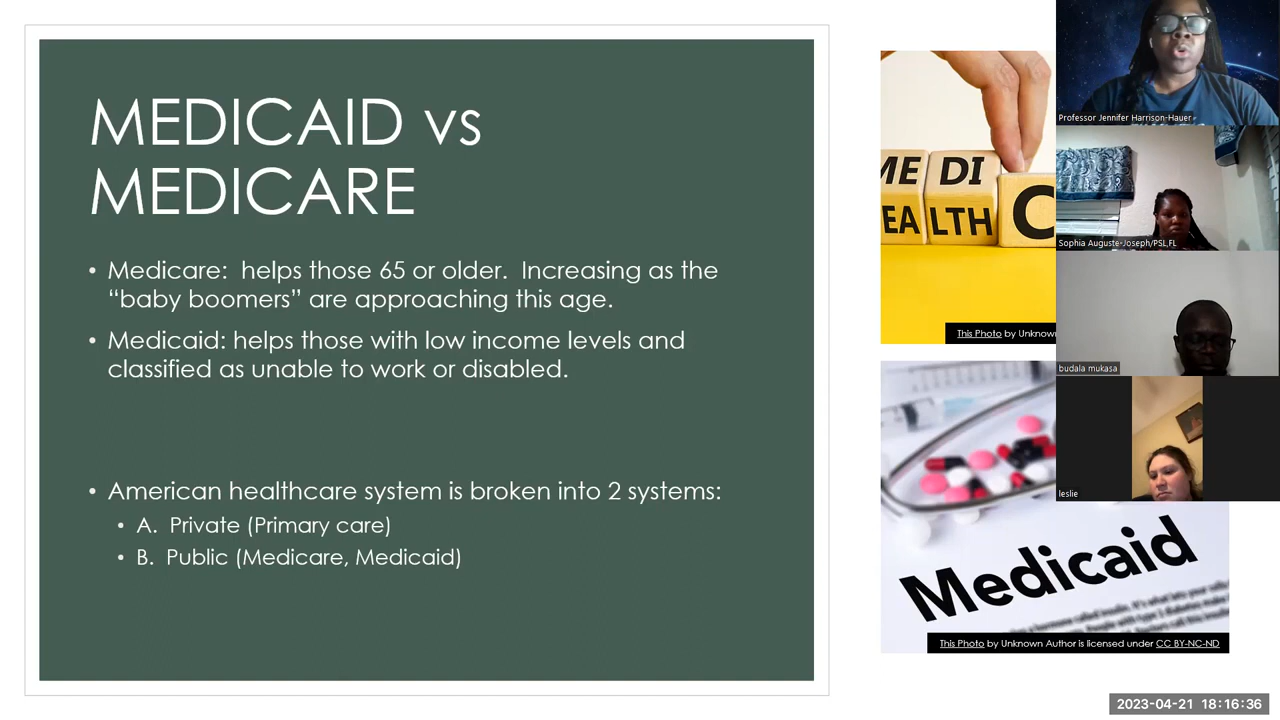 MEDICAID vs
MEDICARE
• Medicare:  helps those 65 or older.  Increasing as the
“baby boomers” are approaching this age.
• Medicaid: helps those with low income levels and
classified as unable to work or disabled.
• American healthcare system is broken into 2 systems:
• A.  Private (Primary care)
• B.  Public (Medicare, Medicaid)
ME DI
EA LTH C
This Photo by Unknow
Medicaid
This Photo by Unknown Author is licensed under CC BY-NC-ND
Professor Jennifer Harrison-Hauer
Sophia Auguste-Joseph/PSL,FL
budala mukasa
leslie
2023-04-21 18:16:36